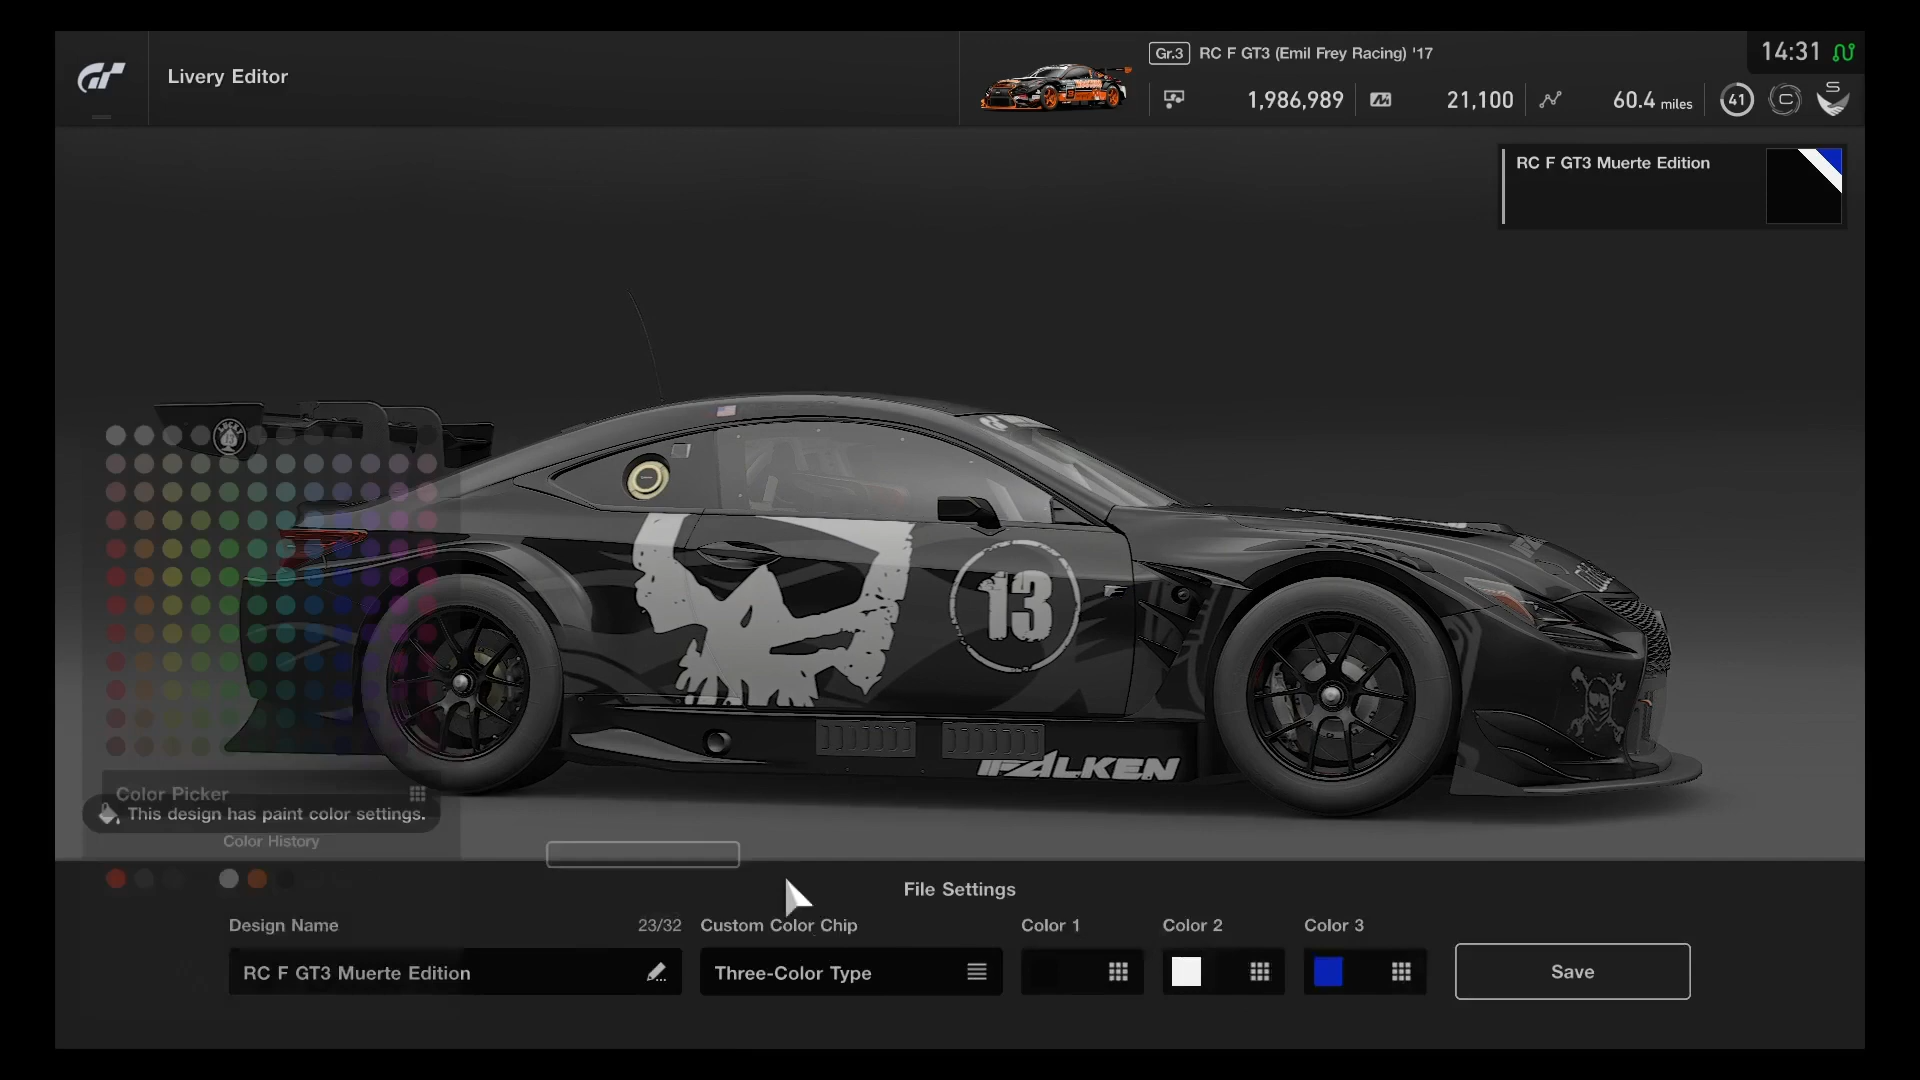 Livery Editor
Gr.3 RC F GT3 (Emil Frey Racing) '17
14:31
1,986,989
21,100
60.4 miles
41
C
S
RC F GT3 Muerte Edition
LUCKY
13
13
FALKEN
Color Picker
This design has paint color settings.
Color History
File Settings
Design Name
23/32
Custom Color Chip
Color 1
Color 2
Color 3
RC F GT3 Muerte Edition
Three-Color Type
Save